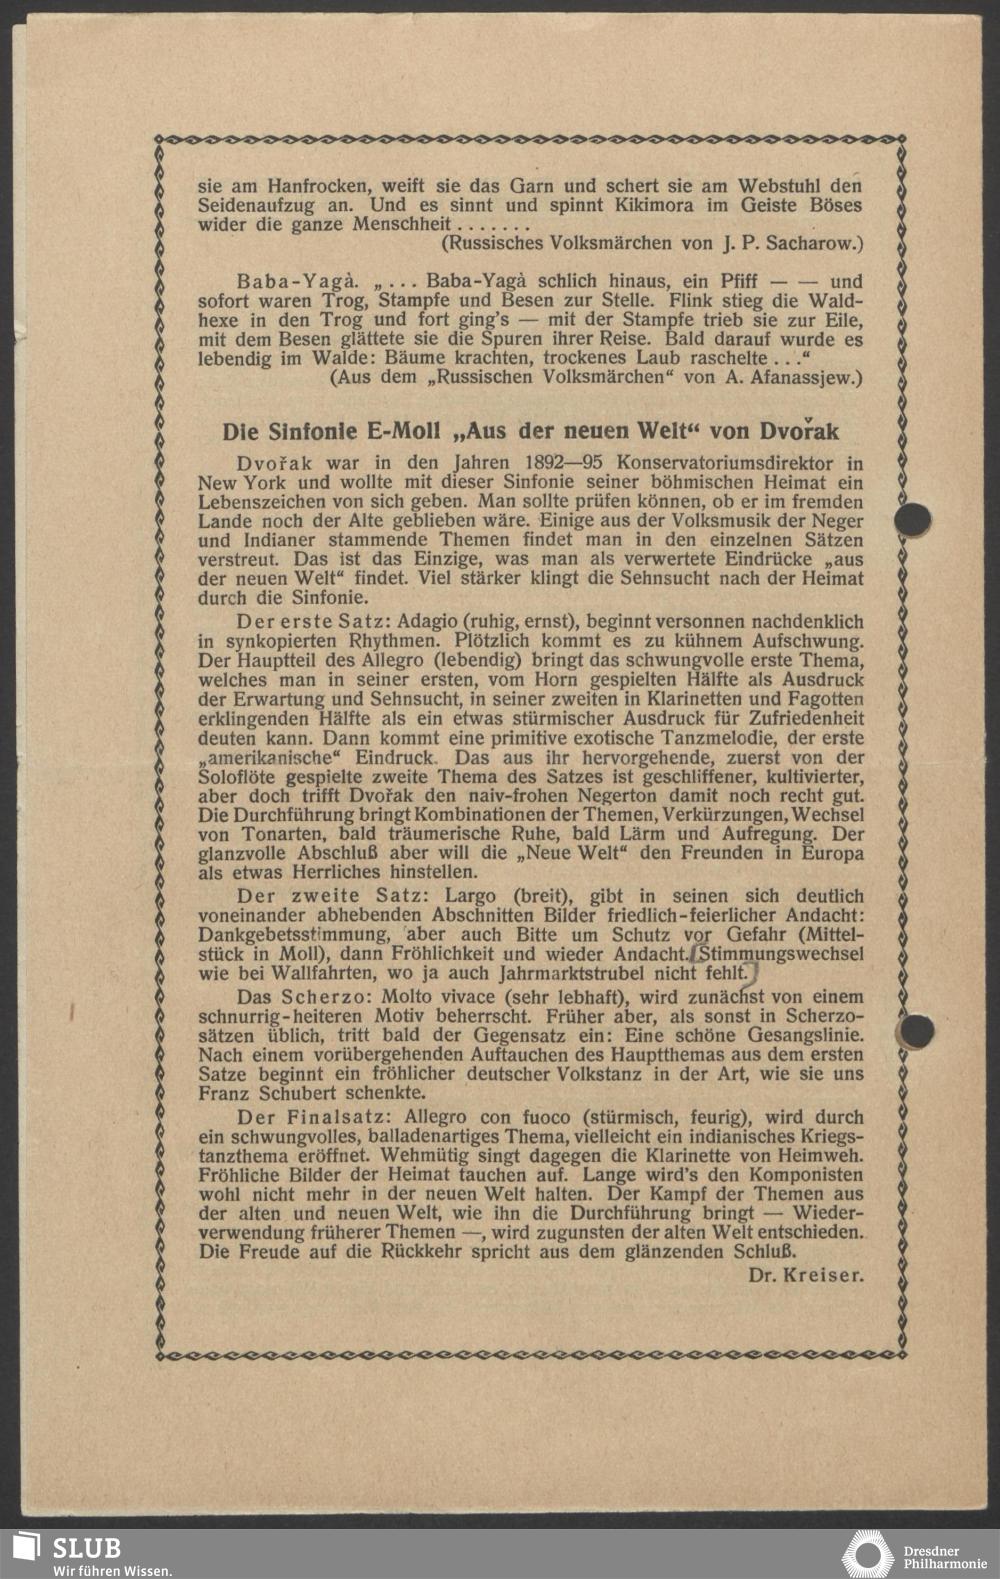 sie am Hanfrocken, weift sie das Garn und schert sie am Webstuhl den
Seidenaufzug an. Und es sinnt und spinnt Kikimora im Geiste Böses
wider die ganze Menschheit . . . . . . .
(Russisches Volksmärchen von J. P. Sacharow.)
Baba-Yagà. „ . . . Baba-Yagà schlich hinaus, ein Pfiff — — und
sofort waren Trog, Stampfe und Besen zur Stelle. Flink stieg die Wald-
hexe in den Trog und fort ging's — mit der Stampfe trieb sie zur Eile,
mit dem Besen glättete sie die Spuren ihrer Reise. Bald darauf wurde es
lebendig im Walde: Bäume krachten, trockenes Laub raschelte . . .“
(Aus dem „Russischen Volksmärchen“ von A. Afanassjew.)
Die Sinfonie E-Moll „Aus der neuen Welt“ von Dvořak
Dvořak war in den Jahren 1892—95 Konservatoriumsdirektor in
New York und wollte mit dieser Sinfonie seiner böhmischen Heimat ein
Lebenszeichen von sich geben. Man sollte prüfen können, ob er im fremden
Lande noch der Alte geblieben wäre. Einige aus der Volksmusik der Neger
und Indianer stammende Themen findet man in den einzelnen Sätzen
verstreut. Das ist das Einzige, was man als verwertete Eindrücke „aus
der neuen Welt“ findet. Viel stärker klingt die Sehnsucht nach der Heimat
durch die Sinfonie.
Der erste Satz: Adagio (ruhig, ernst), beginnt versonnen nachdenklich
in synkopierten Rhythmen. Plötzlich kommt es zu kühnem Aufschwung.
Der Hauptteil des Allegro (lebendig) bringt das schwungvolle erste Thema,
welches man in seiner ersten, vom Horn gespielten Hälfte als Ausdruck
der Erwartung und Sehnsucht, in seiner zweiten in Klarinetten und Fagotten
erklingenden Hälfte als ein etwas stürmischer Ausdruck für Zufriedenheit
deuten kann. Dann kommt eine primitive exotische Tanzmelodie, der erste
„amerikanische“ Eindruck. Das aus ihr hervorgehende, zuerst von der
Soloflöte gespielte zweite Thema des Satzes ist geschliffener, kultivierter,
aber doch trifft Dvořak den naiv-frohen Negerton damit noch recht gut.
Die Durchführung bringt Kombinationen der Themen, Verkürzungen, Wechsel
von Tonarten, bald träumerische Ruhe, bald Lärm und Aufregung. Der
glanzvolle Abschluß aber will die „Neue Welt“ den Freunden in Europa
als etwas Herrliches hinstellen.
Der zweite Satz: Largo (breit), gibt in seinen sich deutlich
voneinander abhebenden Abschnitten Bilder friedlich-feierlicher Andacht:
Dankgebetsstimmung, aber auch Bitte um Schutz vor Gefahr (Mittel-
stück in Moll), dann Fröhlichkeit und wieder Andacht. (Stimmungswechsel
wie bei Wallfahrten, wo ja auch Jahrmarktstrubel nicht fehlt.)
Das Scherzo: Molto vivace (sehr lebhaft), wird zunächst von einem
schnurrig-heiteren Motiv beherrscht. Früher aber, als sonst in Scherzo-
sätzen üblich, tritt bald der Gegensatz ein: Eine schöne Gesangslinie.
Nach einem vorübergehenden Auftauchen des Hauptthemas aus dem ersten
Satze beginnt ein fröhlicher deutscher Volkstanz in der Art, wie sie uns
Franz Schubert schenkte.
Der Finalsatz: Allegro con fuoco (stürmisch, feurig), wird durch
ein schwungvolles, balladenartiges Thema, vielleicht ein indianisches Kriegs-
tanzthema eröffnet. Wehmütig singt dagegen die Klarinette von Heimweh.
Fröhliche Bilder der Heimat tauchen auf. Lange wird's den Komponisten
wohl nicht mehr in der neuen Welt halten. Der Kampf der Themen aus
der alten und neuen Welt, wie ihn die Durchführung bringt — Wieder-
verwendung früherer Themen —, wird zugunsten der alten Welt entschieden.
Die Freude auf die Rückkehr spricht aus dem glänzenden Schluß.
Dr. Kreiser.
SLUB
Wir führen Wissen.
Dresdner
Philharmonie